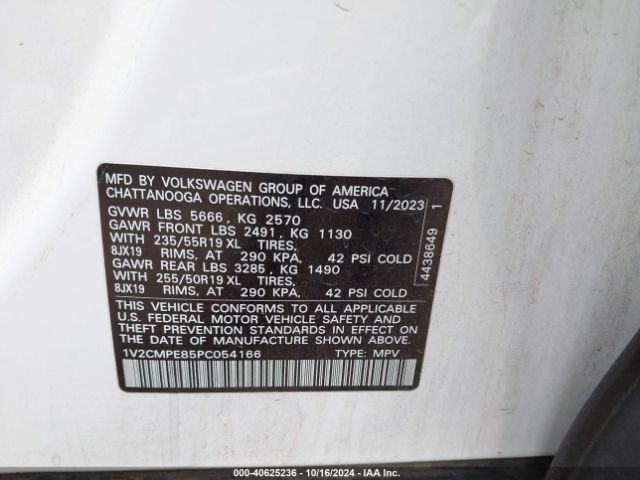 MFD BY VOLKSWAGEN GROUP OF AMERICA
CHATTANOOGA OPERATIONS, LLC. USA 11/2023
GVWR LBS 5666, KG 2570
GAWR FRONT LBS 2491, KG 1130
WITH 235/55R19 XL TIRES,
8JX19 RIMS, AT 290 KPA, 42 PSI COLD
GAWR REAR LBS 3285, KG 1490
WITH 255/50R19 XL TIRES,
8JX19 RIMS, AT 290 KPA, 42 PSI COLD
THIS VEHICLE CONFORMS TO ALL APPLICABLE
U.S. FEDERAL MOTOR VEHICLE SAFETY AND
THEFT PREVENTION STANDARDS IN EFFECT ON THE
DATE OF MANUFACTURE SHOWN ABOVE.
1V2CMPE85PC054166 TYPE: MPV
4438649 1
000-40625236 - 10/16/2024 - IAA Inc.